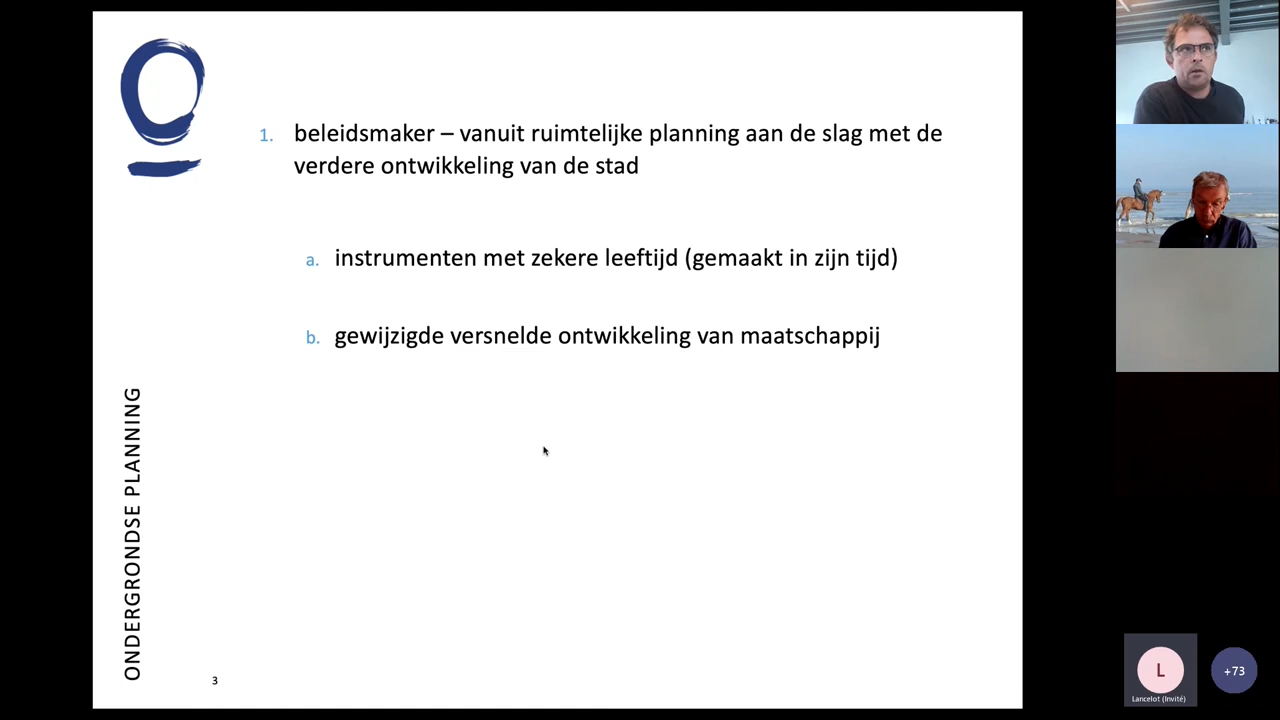 1. beleidsmaker – vanuit ruimtelijke planning aan de slag met de
verdere ontwikkeling van de stad
a. instrumenten met zekere leeftijd (gemaakt in zijn tijd)
b. gewijzigde versnelde ontwikkeling van maatschappij
ONDERGRONDSE PLANNING
3
L
Lancelot (Invité)
+73